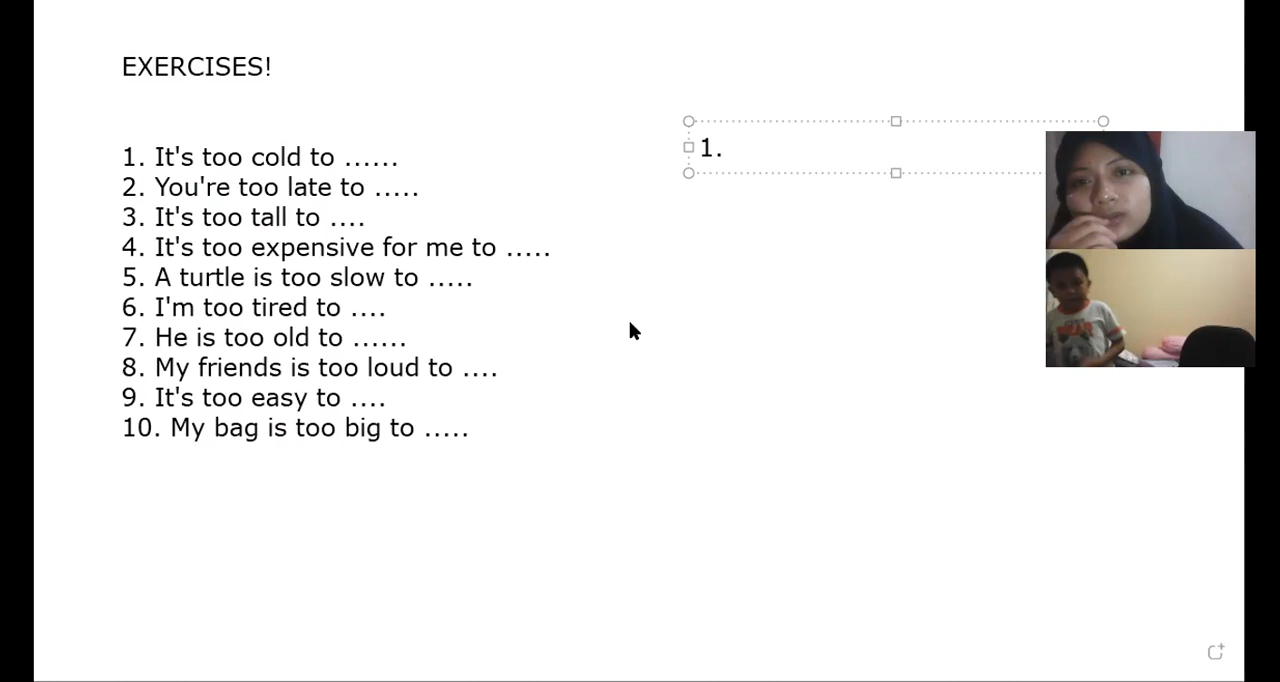 EXERCISES!
1. It's too cold to ......
2. You're too late to .....
3. It's too tall to ....
4. It's too expensive for me to .....
5. A turtle is too slow to .....
6. I'm too tired to ....
7. He is too old to ......
8. My friends is too loud to ....
9. It's too easy to ....
10. My bag is too big to .....
1.